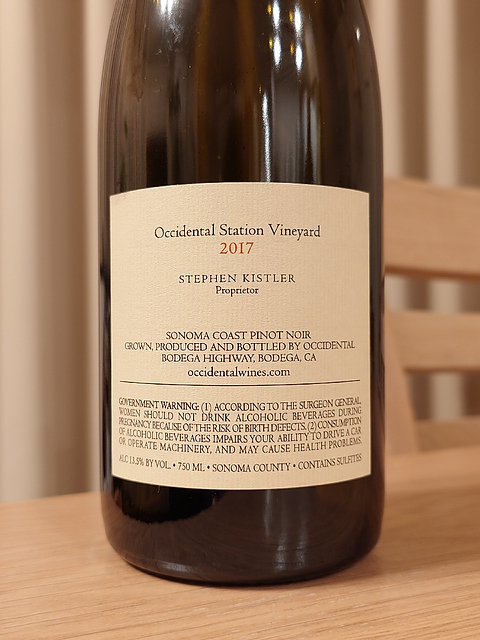 Occidental Station Vineyard
2017
STEPHEN KISTLER
Proprietor
SONOMA COAST PINOT NOIR
GROWN, PRODUCED AND BOTTLED BY OCCIDENTAL
BODEGA HIGHWAY, BODEGA, CA
occidentalwines.com
GOVERNMENT WARNING: (1) ACCORDING TO THE SURGEON GENERAL,
WOMEN SHOULD NOT DRINK ALCOHOLIC BEVERAGES DURING
PREGNANCY BECAUSE OF THE RISK OF BIRTH DEFECTS. (2) CONSUMPTION
OF ALCOHOLIC BEVERAGES IMPAIRS YOUR ABILITY TO DRIVE A CAR
OR OPERATE MACHINERY, AND MAY CAUSE HEALTH PROBLEMS.
ALC 13.5% BY VOL. • 750 ML • SONOMA COUNTY • CONTAINS SULFITES